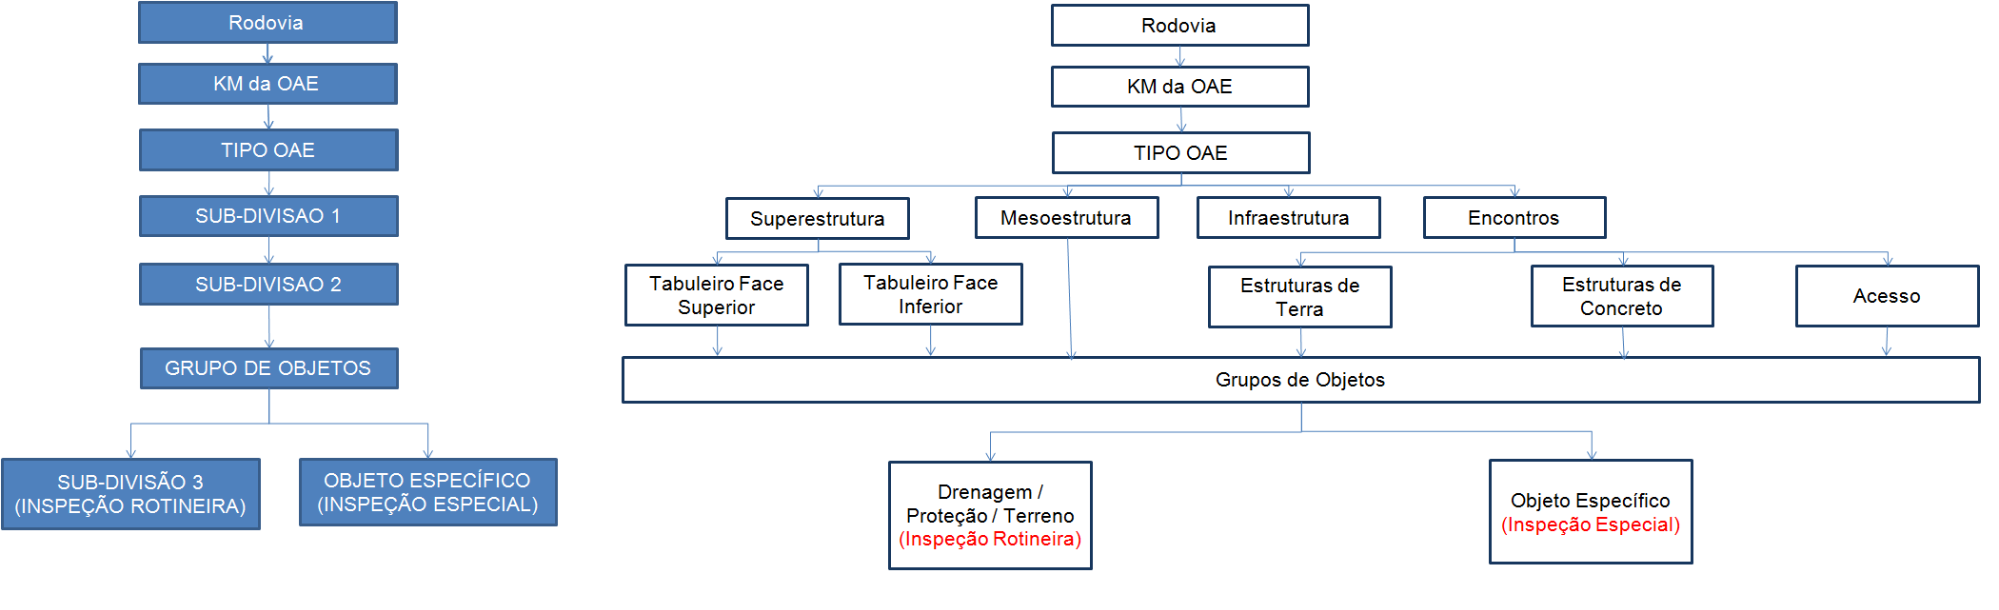 Rodovia
KM da OAE
TIPO OAE
SUB-DIVISAO 1
SUB-DIVISAO 2
GRUPO DE OBJETOS
SUB-DIVISÃO 3
(INSPEÇÃO ROTINEIRA)
OBJETO ESPECÍFICO
(INSPEÇÃO ESPECIAL)
Rodovia
KM da OAE
TIPO OAE
Superestrutura
Mesoestrutura
Infraestrutura
Encontros
Tabuleiro Face
Superior
Tabuleiro Face
Inferior
Estruturas de
Terra
Estruturas de
Concreto
Acesso
Grupos de Objetos
Drenagem /
Proteção / Terreno
(Inspeção Rotineira)
Objeto Específico
(Inspeção Especial)